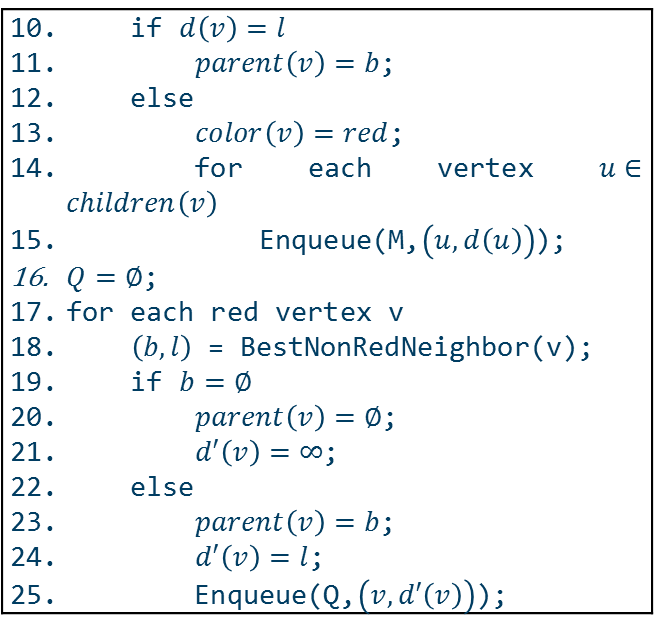 10. if d(v) = l
11. parent(v) = b;
12. else
13. color(v) = red;
14. for each vertex u ∈
children(v)
15. Enqueue(M,(u,d(u)));
16. Q = ∅;
17. for each red vertex v
18. (b,l) = BestNonRedNeighbor(v);
19. if b = ∅
20. parent(v) = ∅;
21. d′(v) = ∞;
22. else
23. parent(v) = b;
24. d′(v) = l;
25. Enqueue(Q,(v,d′(v)));